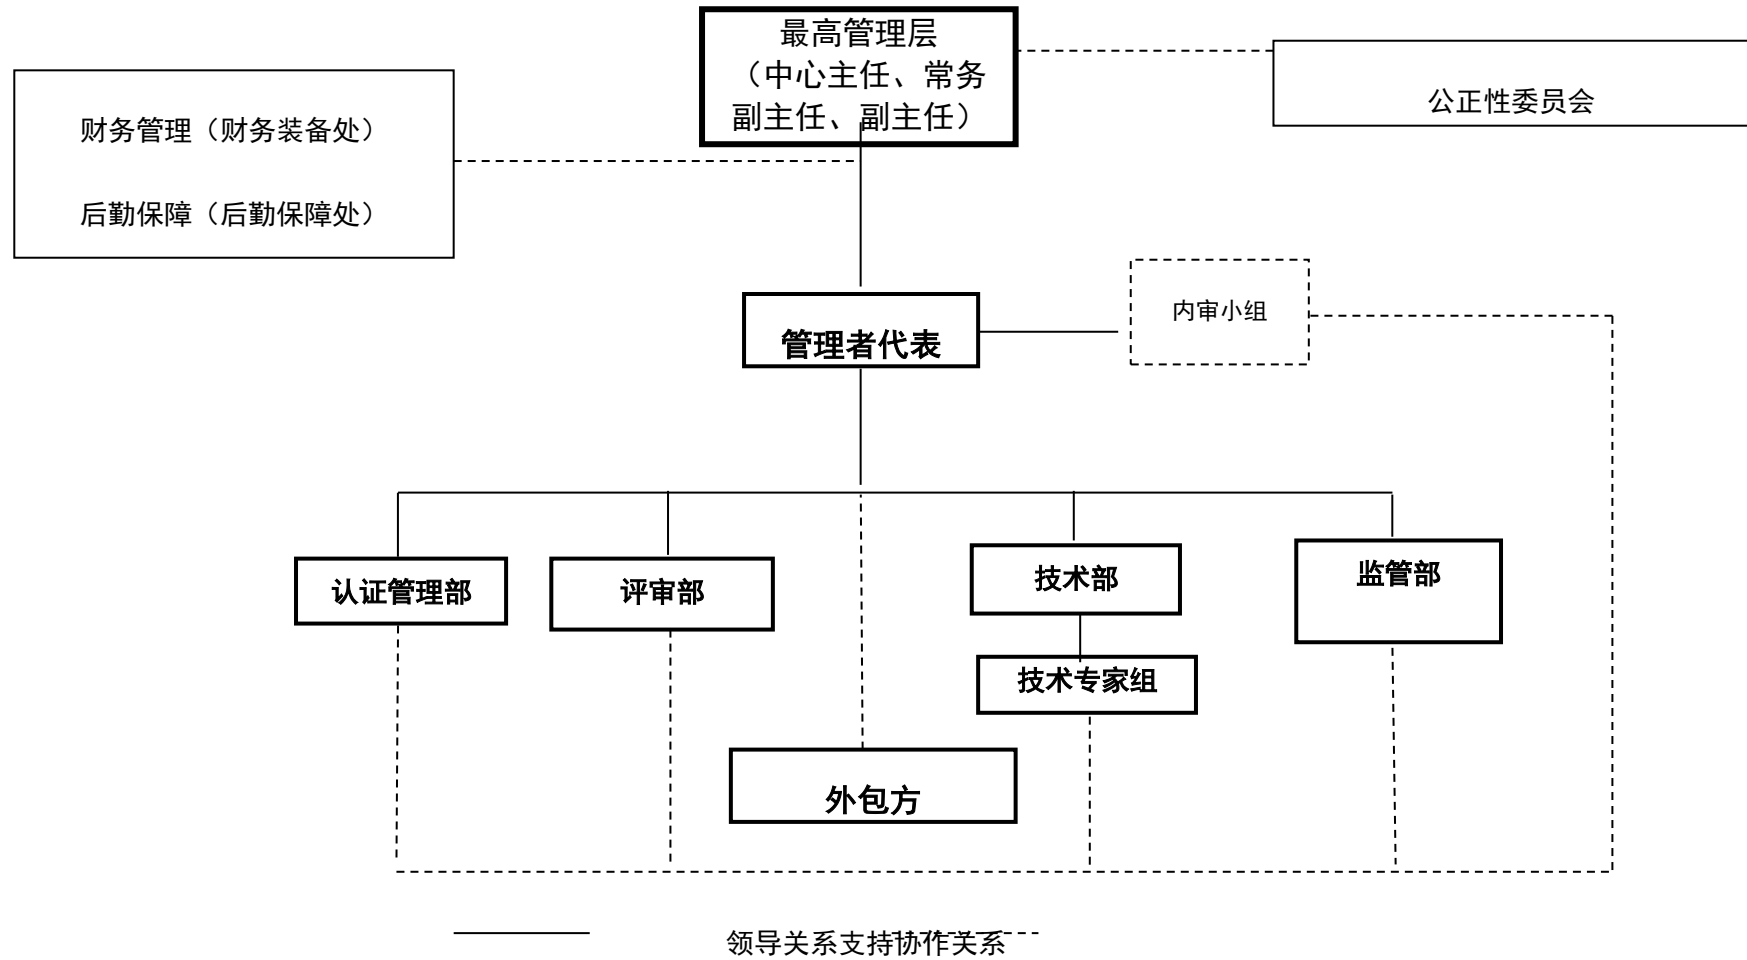 最高管理层
（中心主任、常务
副主任、副主任）
公正性委员会
财务管理（财务装备处）
后勤保障（后勤保障处）
内审小组
管理者代表
认证管理部
评审部
技术部
监管部
技术专家组
外包方
领导关系支持协作关系